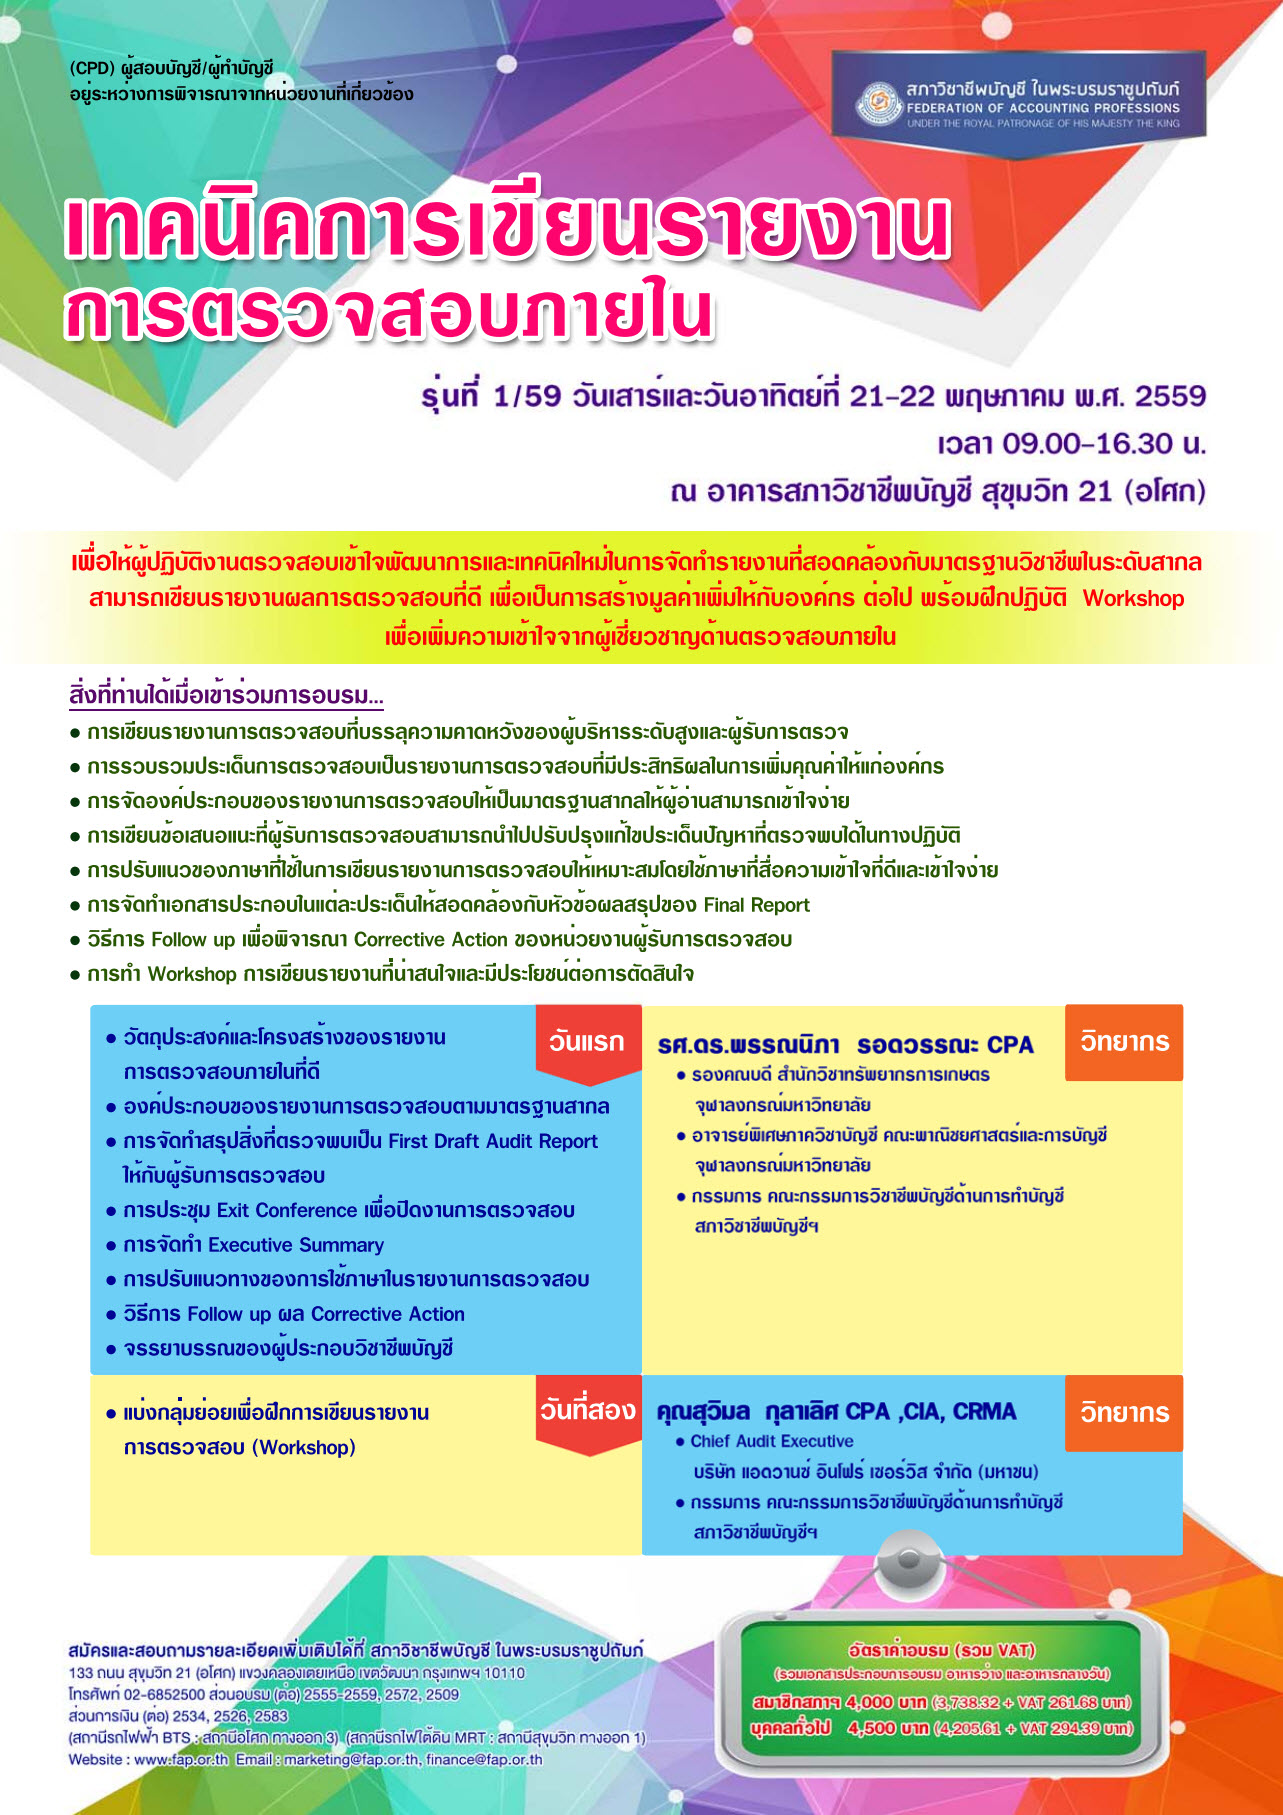 (CPD) ผู้สอบบัญชี/ผู้ทำบัญชี
อยู่ระหว่างการพิจารณาจากหน่วยงานที่เกี่ยวข้อง
สภาวิชาชีพบัญชี ในพระบรมราชูปถัมภ์
FEDERATION OF ACCOUNTING PROFESSIONS
UNDER THE ROYAL PATRONAGE OF HIS MAJESTY THE KING
เทคนิคการเขียนรายงาน
การตรวจสอบภายใน
รุ่นที่ 1/59 วันเสาร์และวันอาทิตย์ที่ 21-22 พฤษภาคม พ.ศ. 2559
เวลา 09.00-16.30 น.
ณ อาคารสภาวิชาชีพบัญชี สุขุมวิท 21 (อโศก)
เพื่อให้ผู้ปฏิบัติงานตรวจสอบเข้าใจพัฒนาการและเทคนิคใหม่ในการจัดทำรายงานที่สอดคล้องกับมาตรฐานวิชาชีพในระดับสากล
สามารถเขียนรายงานผลการตรวจสอบที่ดี เพื่อเป็นการสร้างมูลค่าเพิ่มให้กับองค์กร ต่อไป พร้อมฝึกปฏิบัติ Workshop
เพื่อเพิ่มความเข้าใจจากผู้เชี่ยวชาญด้านตรวจสอบภายใน
สิ่งที่ท่านได้เมื่อเข้าร่วมการอบรม...
● การเขียนรายงานการตรวจสอบที่บรรลุความคาดหวังของผู้บริหารระดับสูงและผู้รับการตรวจ
● การรวบรวมประเด็นการตรวจสอบเป็นรายงานการตรวจสอบที่มีประสิทธิผลในการเพิ่มคุณค่าให้แก่องค์กร
● การจัดองค์ประกอบของรายงานการตรวจสอบให้เป็นมาตรฐานสากลให้ผู้อ่านสามารถเข้าใจง่าย
● การเขียนข้อเสนอแนะที่ผู้รับการตรวจสอบสามารถนำไปปรับปรุงแก้ไขประเด็นปัญหาที่ตรวจพบได้ในทางปฏิบัติ
● การปรับแนวของภาษาที่ใช้ในการเขียนรายงานการตรวจสอบให้เหมาะสมโดยใช้ภาษาที่สื่อความเข้าใจที่ดีและเข้าใจง่าย
● การจัดทำเอกสารประกอบในแต่ละประเด็นให้สอดคล้องกับหัวข้อผลสรุปของ Final Report
● วิธีการ Follow up เพื่อพิจารณา Corrective Action ของหน่วยงานผู้รับการตรวจสอบ
● การทำ Workshop การเขียนรายงานที่น่าสนใจและมีประโยชน์ต่อการตัดสินใจ
วันแรก
● วัตถุประสงค์และโครงสร้างของรายงาน
การตรวจสอบภายในที่ดี
● องค์ประกอบของรายงานการตรวจสอบตามมาตรฐานสากล
● การจัดทำสรุปสิ่งที่ตรวจพบเป็น First Draft Audit Report
ให้กับผู้รับการตรวจสอบ
● การประชุม Exit Conference เพื่อปิดงานการตรวจสอบ
● การจัดทำ Executive Summary
● การปรับแนวทางของการใช้ภาษาในรายงานการตรวจสอบ
● วิธีการ Follow up ผล Corrective Action
● จรรยาบรรณของผู้ประกอบวิชาชีพบัญชี
วิทยากร
รศ.ดร.พรรณนิภา รอดวรรณะ CPA
● รองคณบดี สำนักวิชาทรัพยากรการเกษตร
จุฬาลงกรณ์มหาวิทยาลัย
● อาจารย์พิเศษภาควิชาบัญชี คณะพาณิชยศาสตร์และการบัญชี
จุฬาลงกรณ์มหาวิทยาลัย
● กรรมการ คณะกรรมการวิชาชีพบัญชีด้านการทำบัญชี
สภาวิชาชีพบัญชีฯ
วันที่สอง
● แบ่งกลุ่มย่อยเพื่อฝึกการเขียนรายงาน
การตรวจสอบ (Workshop)
วิทยากร
คุณสุวิมล กุลาเลิศ CPA ,CIA, CRMA
● Chief Audit Executive
บริษัท แอดวานซ์ อินโฟร์ เซอร์วิส จำกัด (มหาชน)
● กรรมการ คณะกรรมการวิชาชีพบัญชีด้านการทำบัญชี
สภาวิชาชีพบัญชีฯ
สมัครและสอบถามรายละเอียดเพิ่มเติมได้ที่ สภาวิชาชีพบัญชี ในพระบรมราชูปถัมภ์
133 ถนน สุขุมวิท 21 (อโศก) แขวงคลองเตยเหนือ เขตวัฒนา กรุงเทพฯ 10110
โทรศัพท์ 02-6852500 ส่วนอบรม (ต่อ) 2555-2559, 2572, 2509
ส่วนการเงิน (ต่อ) 2534, 2526, 2583
(สถานีรถไฟฟ้า BTS : สถานีอโศก ทางออก 3) (สถานีรถไฟใต้ดิน MRT : สถานีสุขุมวิท ทางออก 1)
Website : www.fap.or.th Email : marketing@fap.or.th, finance@fap.or.th
อัตราค่าอบรม (รวม VAT)
(รวมเอกสารประกอบการอบรม อาหารว่าง และอาหารกลางวัน)
สมาชิกสภาฯ 4,000 บาท (3,738.32 + VAT 261.68 บาท)
บุคคลทั่วไป 4,500 บาท (4,205.61 + VAT 294.39 บาท)